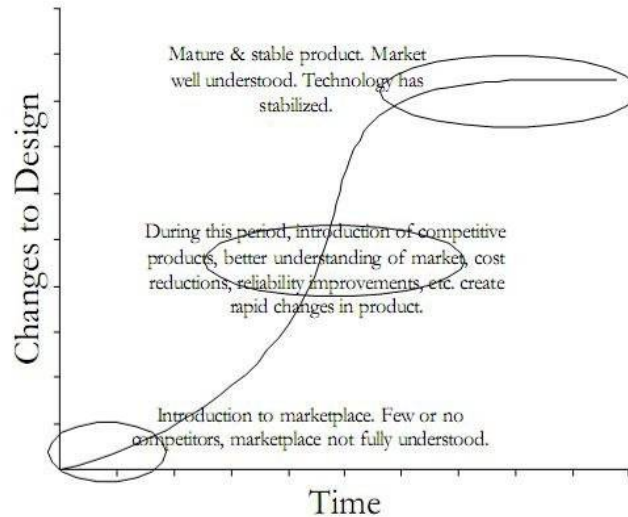 Mature & stable product. Market
well understood. Technology has
stabilized.
Changes to Design
During this period, introduction of competitive
products, better understanding of market, cost
reductions, reliability improvements, etc. create
rapid changes in product.
Introduction to marketplace. Few or no
competitors, marketplace not fully understood.
Time